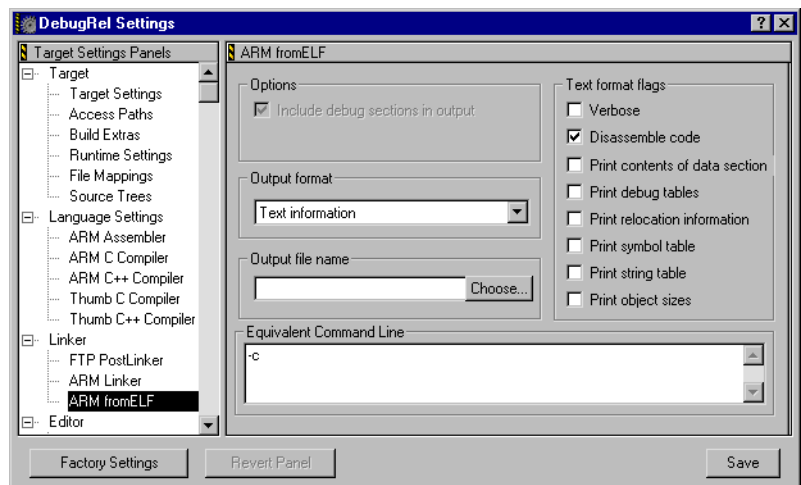 DebugRel Settings
Target Settings Panels
Target
Target Settings
Access Paths
Build Extras
Runtime Settings
File Mappings
Source Trees
Language Settings
ARM Assembler
ARM C Compiler
ARM C++ Compiler
Thumb C Compiler
Thumb C++ Compiler
Linker
FTP PostLinker
ARM Linker
ARM fromELF
Editor
ARM fromELF
Options
Include debug sections in output
Output format
Text information
Output file name
Choose...
Text format flags
Verbose
Disassemble code
Print contents of data section
Print debug tables
Print relocation information
Print symbol table
Print string table
Print object sizes
Equivalent Command Line
-c
Factory Settings
Revert Panel
Save